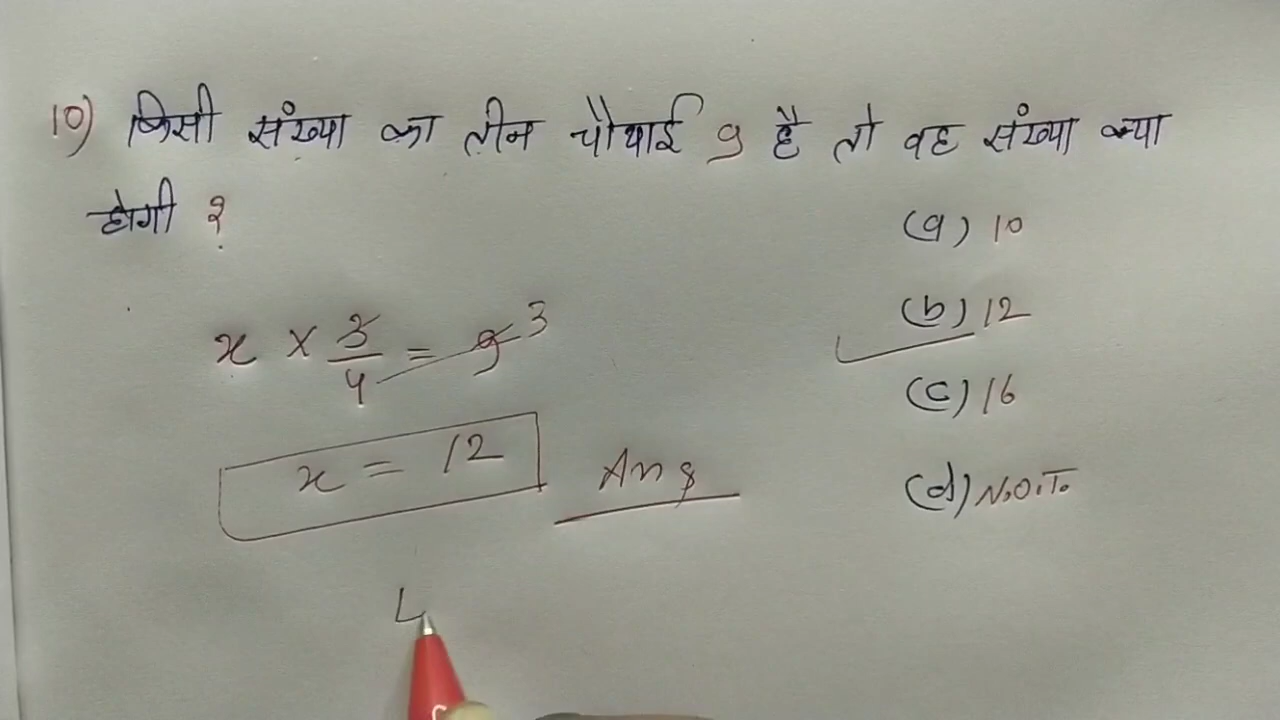 10) किसी संख्या का तीन चौथाई 9 है तो वह संख्या क्या
होगी ?
(a) 10
(b) 12
(c) 16
(d) N.O.T.
x × 3/4 = 9 3
x = 12 Ans
L